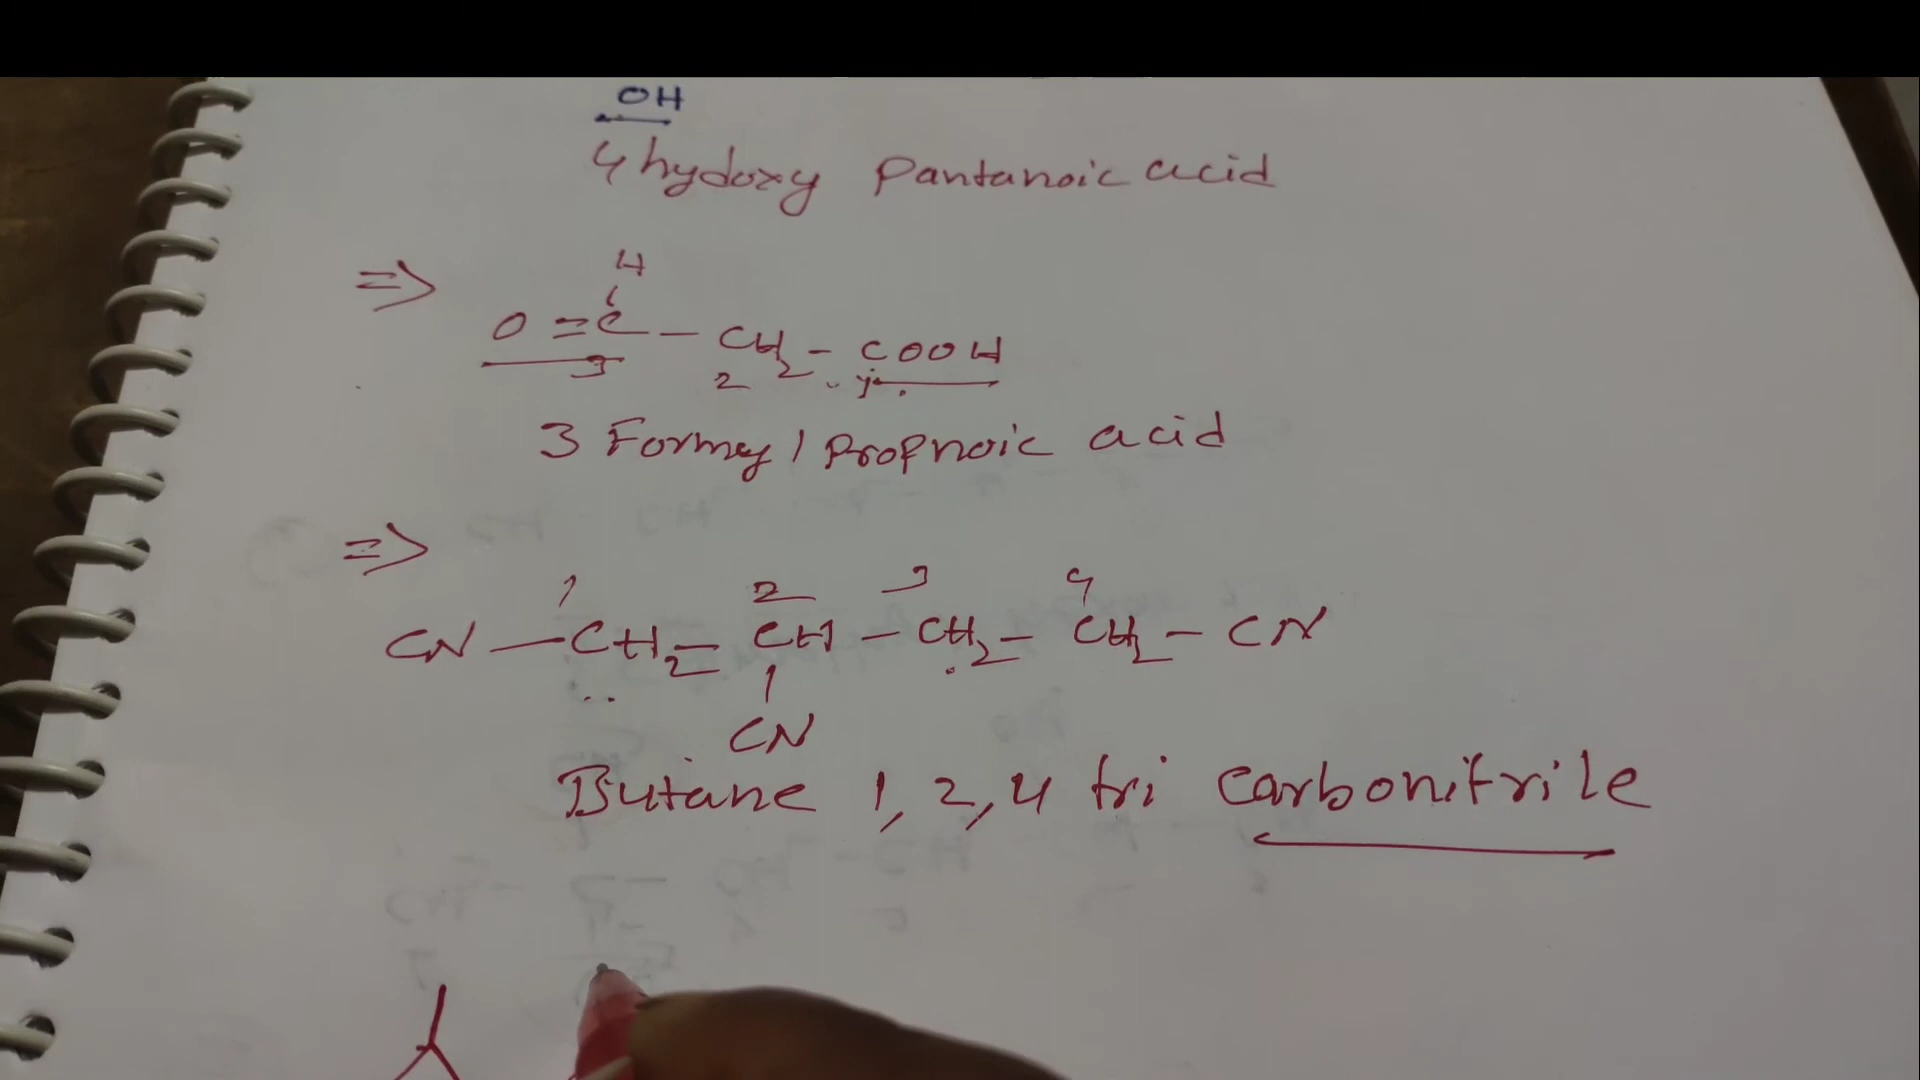 OH
4 hydoxy Pantanoic acid
=> H
O = C - CH2 - COOH
3 2 1
3 Formyl Propnoic acid
=>
1 2 3 4
CN - CH2 - CH - CH2 - CH2 - CN
CN
Butane 1, 2, 4 tri carbonitrile